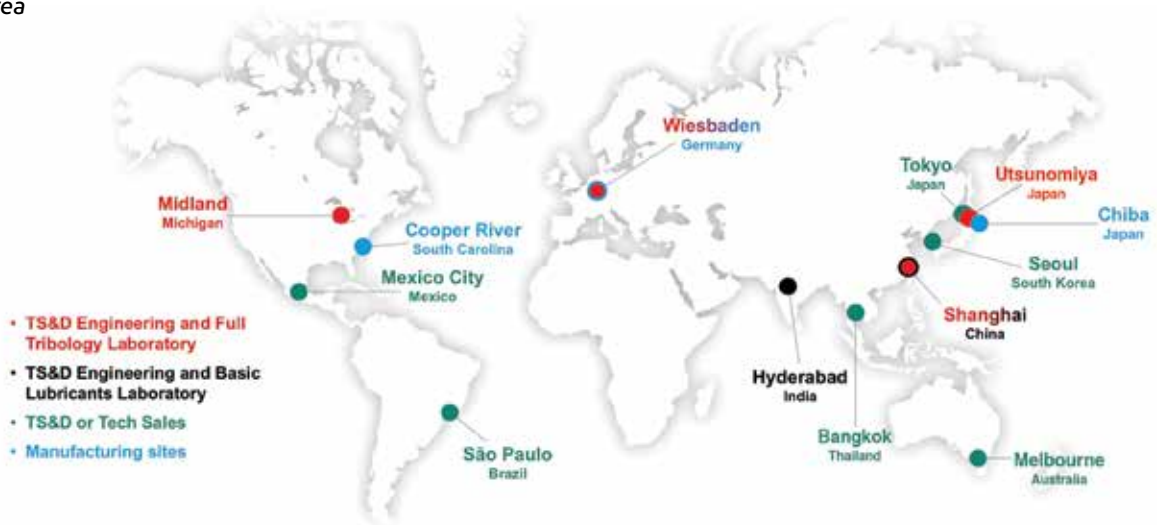 Wiesbaden
Germany
Tokyo
Japan
Utsunomiya
Japan
Midland
Michigan
Chiba
Japan
Cooper River
South Carolina
Seoul
South Korea
Mexico City
Mexico
Shanghai
China
• TS&D Engineering and Full
Tribology Laboratory
• TS&D Engineering and Basic
Lubricants Laboratory
Hyderabad
India
• TS&D or Tech Sales
Bangkok
Thailand
• Manufacturing sites
São Paulo
Brazil
Melbourne
Australia